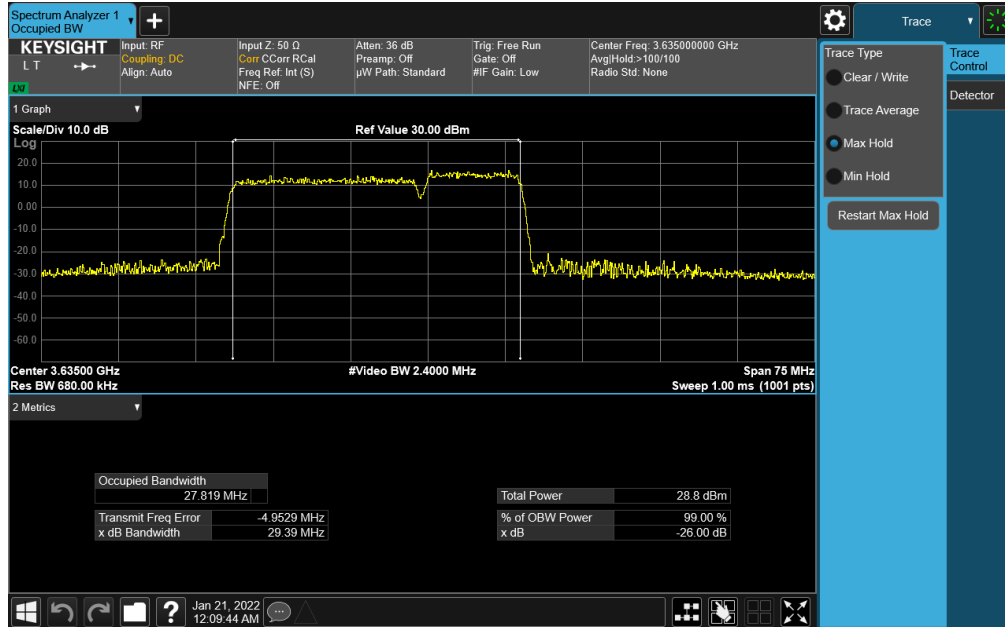 Spectrum Analyzer 1
Occupied BW
+
Trace
KEYSIGHT
L T
LXI
Input: RF
Coupling: DC
Align: Auto
Input Z: 50 Ω
Corr CCorr RCal
Freq Ref: Int (S)
NFE: Off
Atten: 36 dB
Preamp: Off
µW Path: Standard
Trig: Free Run
Gate: Off
#IF Gain: Low
Center Freq: 3.635000000 GHz
Avg|Hold:>100/100
Radio Std: None
Trace Type
Clear / Write
Trace Average
Max Hold
Min Hold
Restart Max Hold
Trace
Control
Detector
1 Graph
Scale/Div 10.0 dB
Ref Value 30.00 dBm
Log
20.0
10.0
0.00
-10.0
-20.0
-30.0
-40.0
-50.0
-60.0
Center 3.63500 GHz
#Video BW 2.4000 MHz
Span 75 MHz
Res BW 680.00 kHz
Sweep 1.00 ms (1001 pts)
2 Metrics
Occupied Bandwidth
27.819 MHz
Total Power 28.8 dBm
Transmit Freq Error -4.9529 MHz
% of OBW Power 99.00 %
x dB Bandwidth 29.39 MHz
x dB -26.00 dB
?
Jan 21, 2022
12:09:44 AM